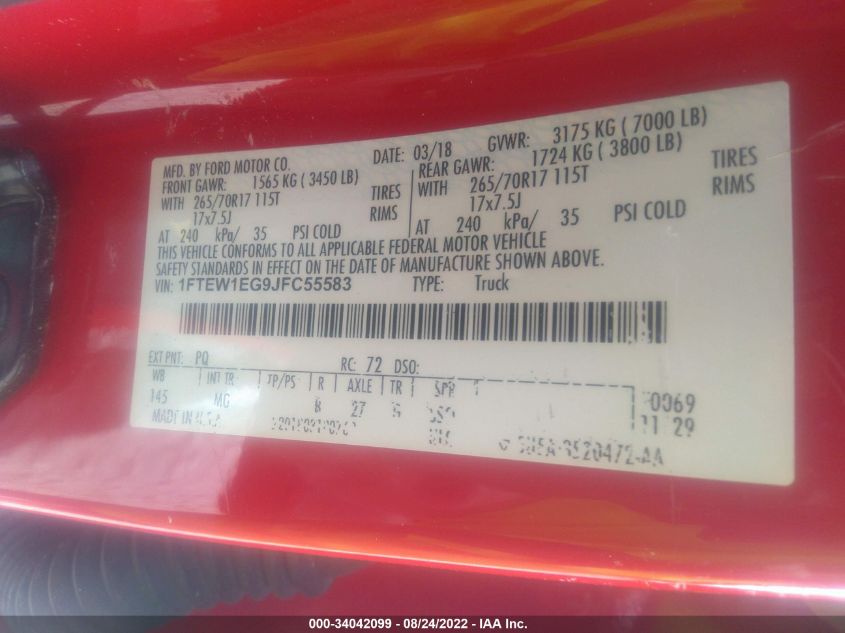 MFD. BY FORD MOTOR CO.
DATE: 03/18 GVWR: 3175 KG ( 7000 LB)
FRONT GAWR: 1565 KG ( 3450 LB) REAR GAWR: 1724 KG ( 3800 LB)
WITH 265/70R17 115T TIRES WITH 265/70R17 115T TIRES
17x7.5J RIMS 17x7.5J RIMS
AT 240 kPa/ 35 PSI COLD AT 240 kPa/ 35 PSI COLD
THIS VEHICLE CONFORMS TO ALL APPLICABLE FEDERAL MOTOR VEHICLE
SAFETY STANDARDS IN EFFECT ON THE DATE OF MANUFACTURE SHOWN ABOVE.
VIN: 1FTEW1EG9JFC55583 TYPE: Truck
EXT PNT: PQ RC: 72 DSO:
WB INT TR TP/PS R AXLE TR SPR
145 MG 8 27
MADE IN U.S.A.
000-34042099 - 08/24/2022 - IAA Inc.